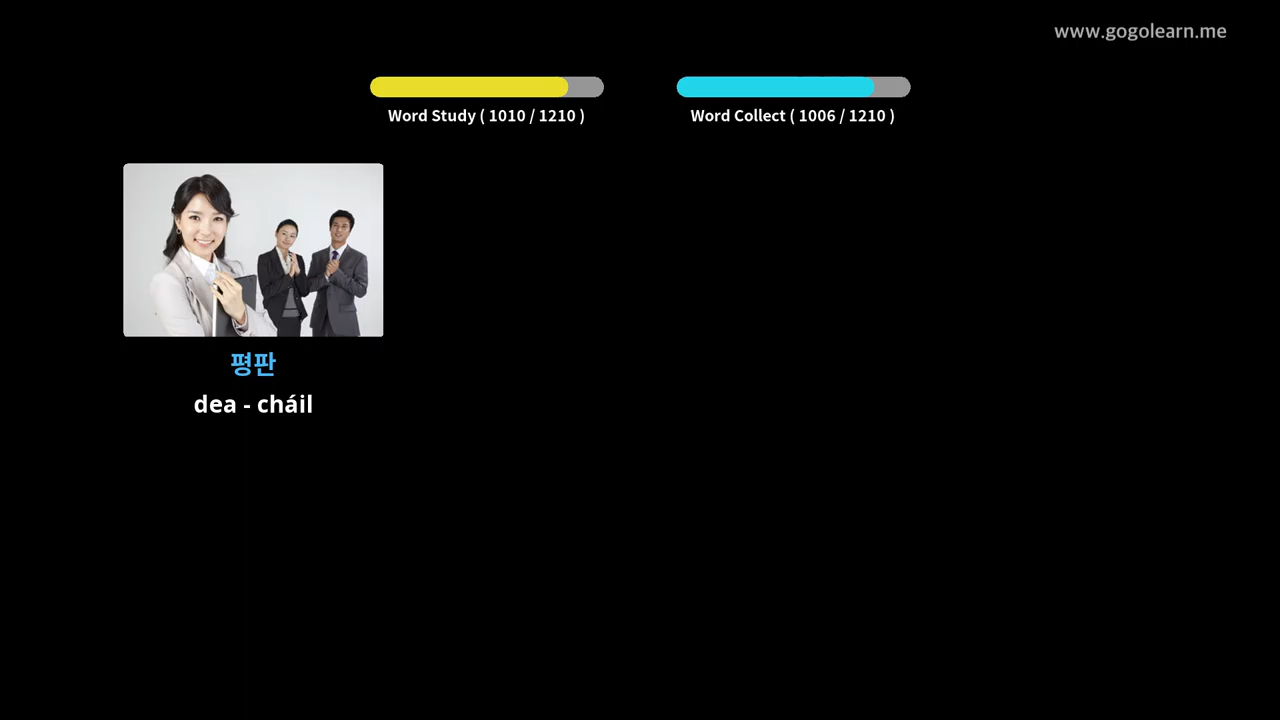 www.gogolearn.me
Word Study ( 1010 / 1210 )
Word Collect ( 1006 / 1210 )
평판
dea - cháil